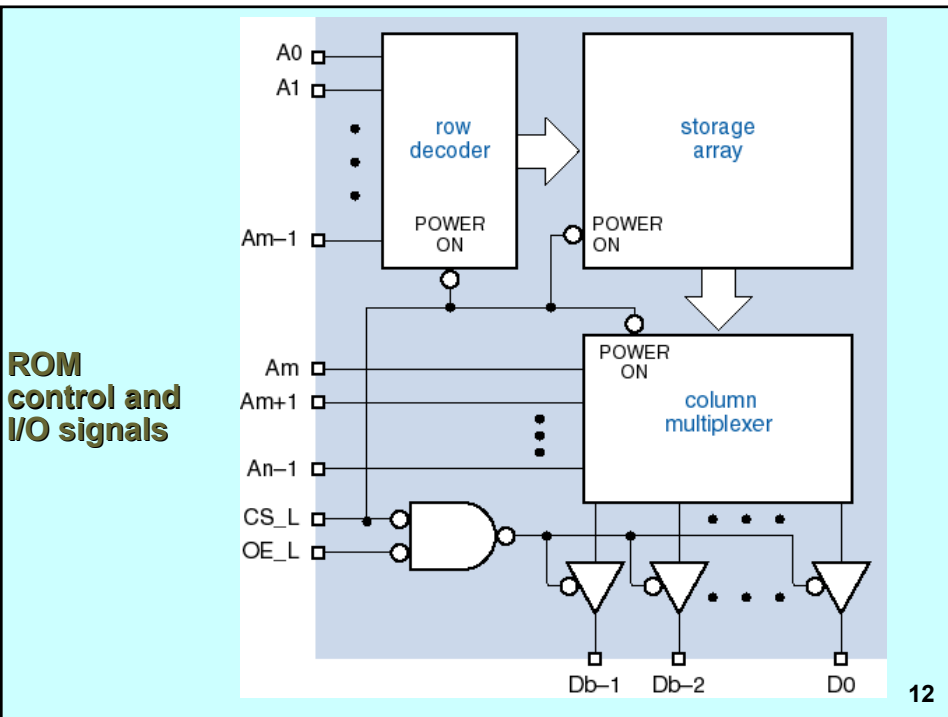 ROM
control and
I/O signals
A0
A1
Am–1
row
decoder
POWER
ON
storage
array
POWER
ON
Am
Am+1
An–1
POWER
ON
column
multiplexer
CS_L
OE_L
Db–1 Db–2 D0
12